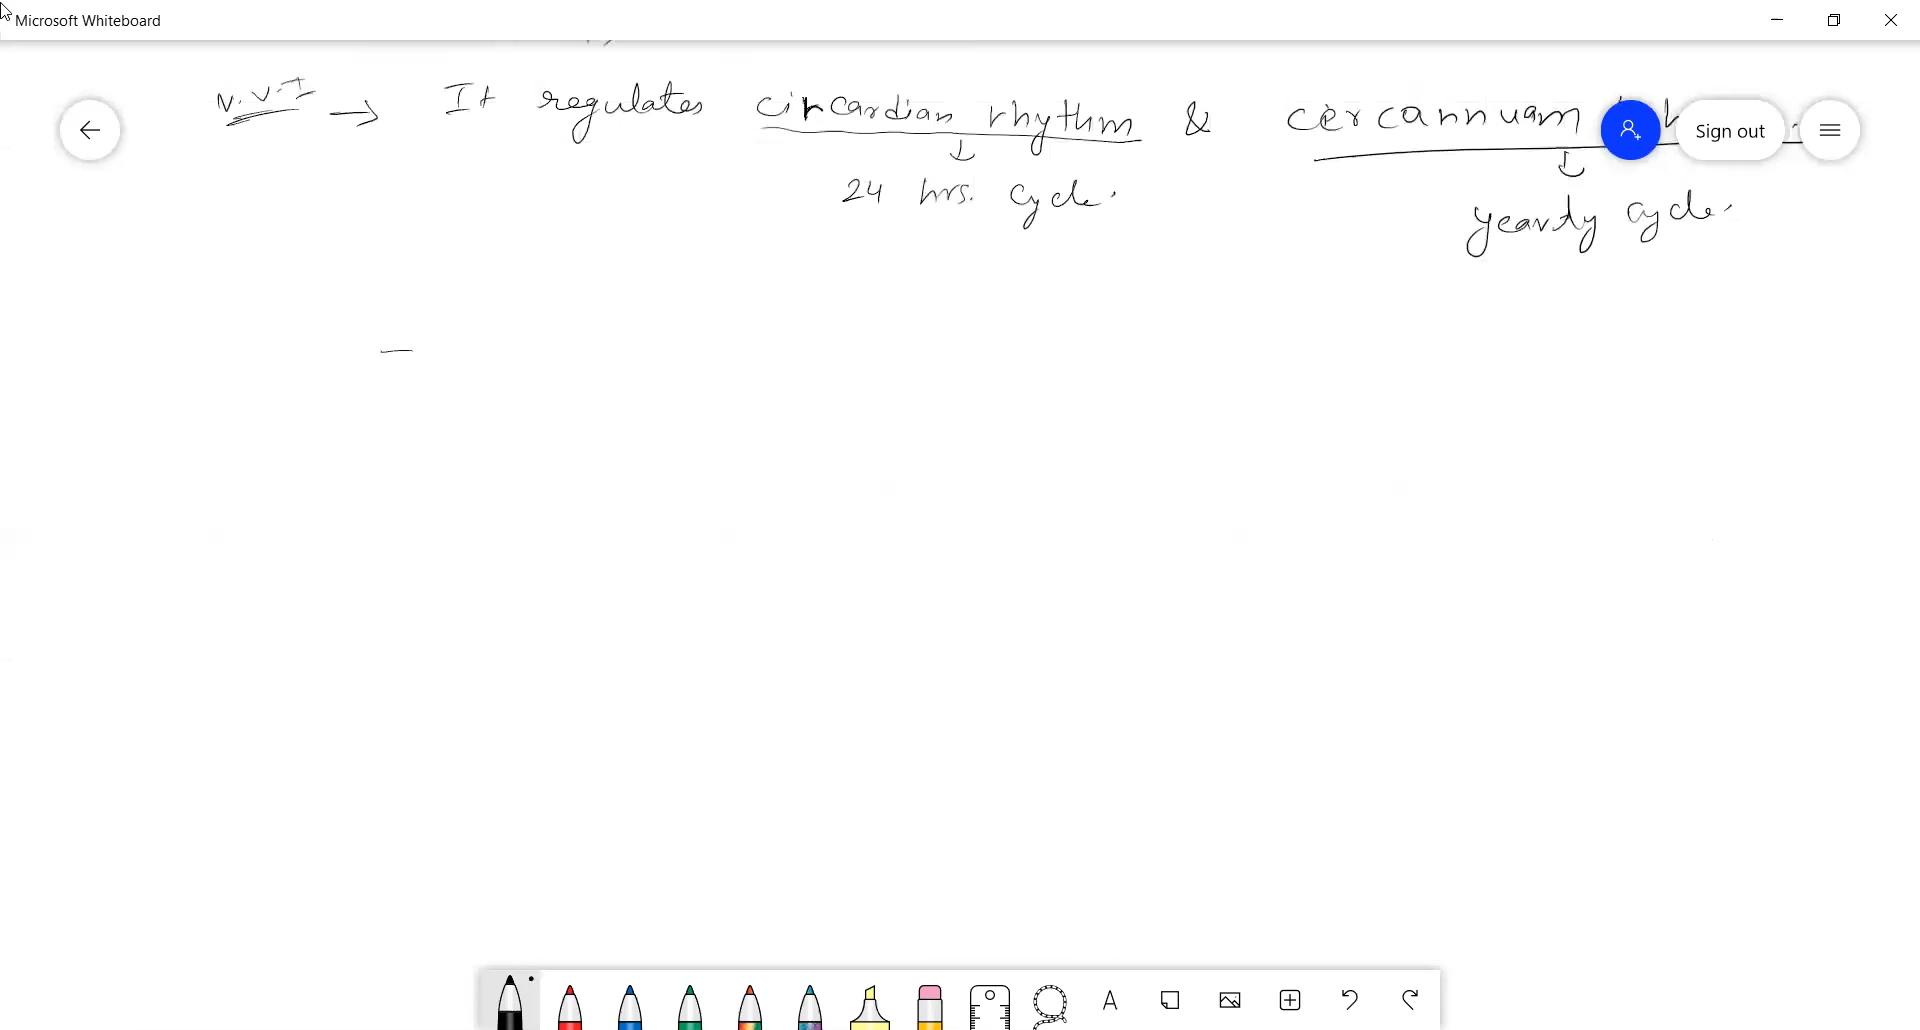 Microsoft Whiteboard
V.V.I → It regulates circardian rhythm & cercannuam
Sign out
↓ ↓
24 hrs. cycle. yearly cycle.